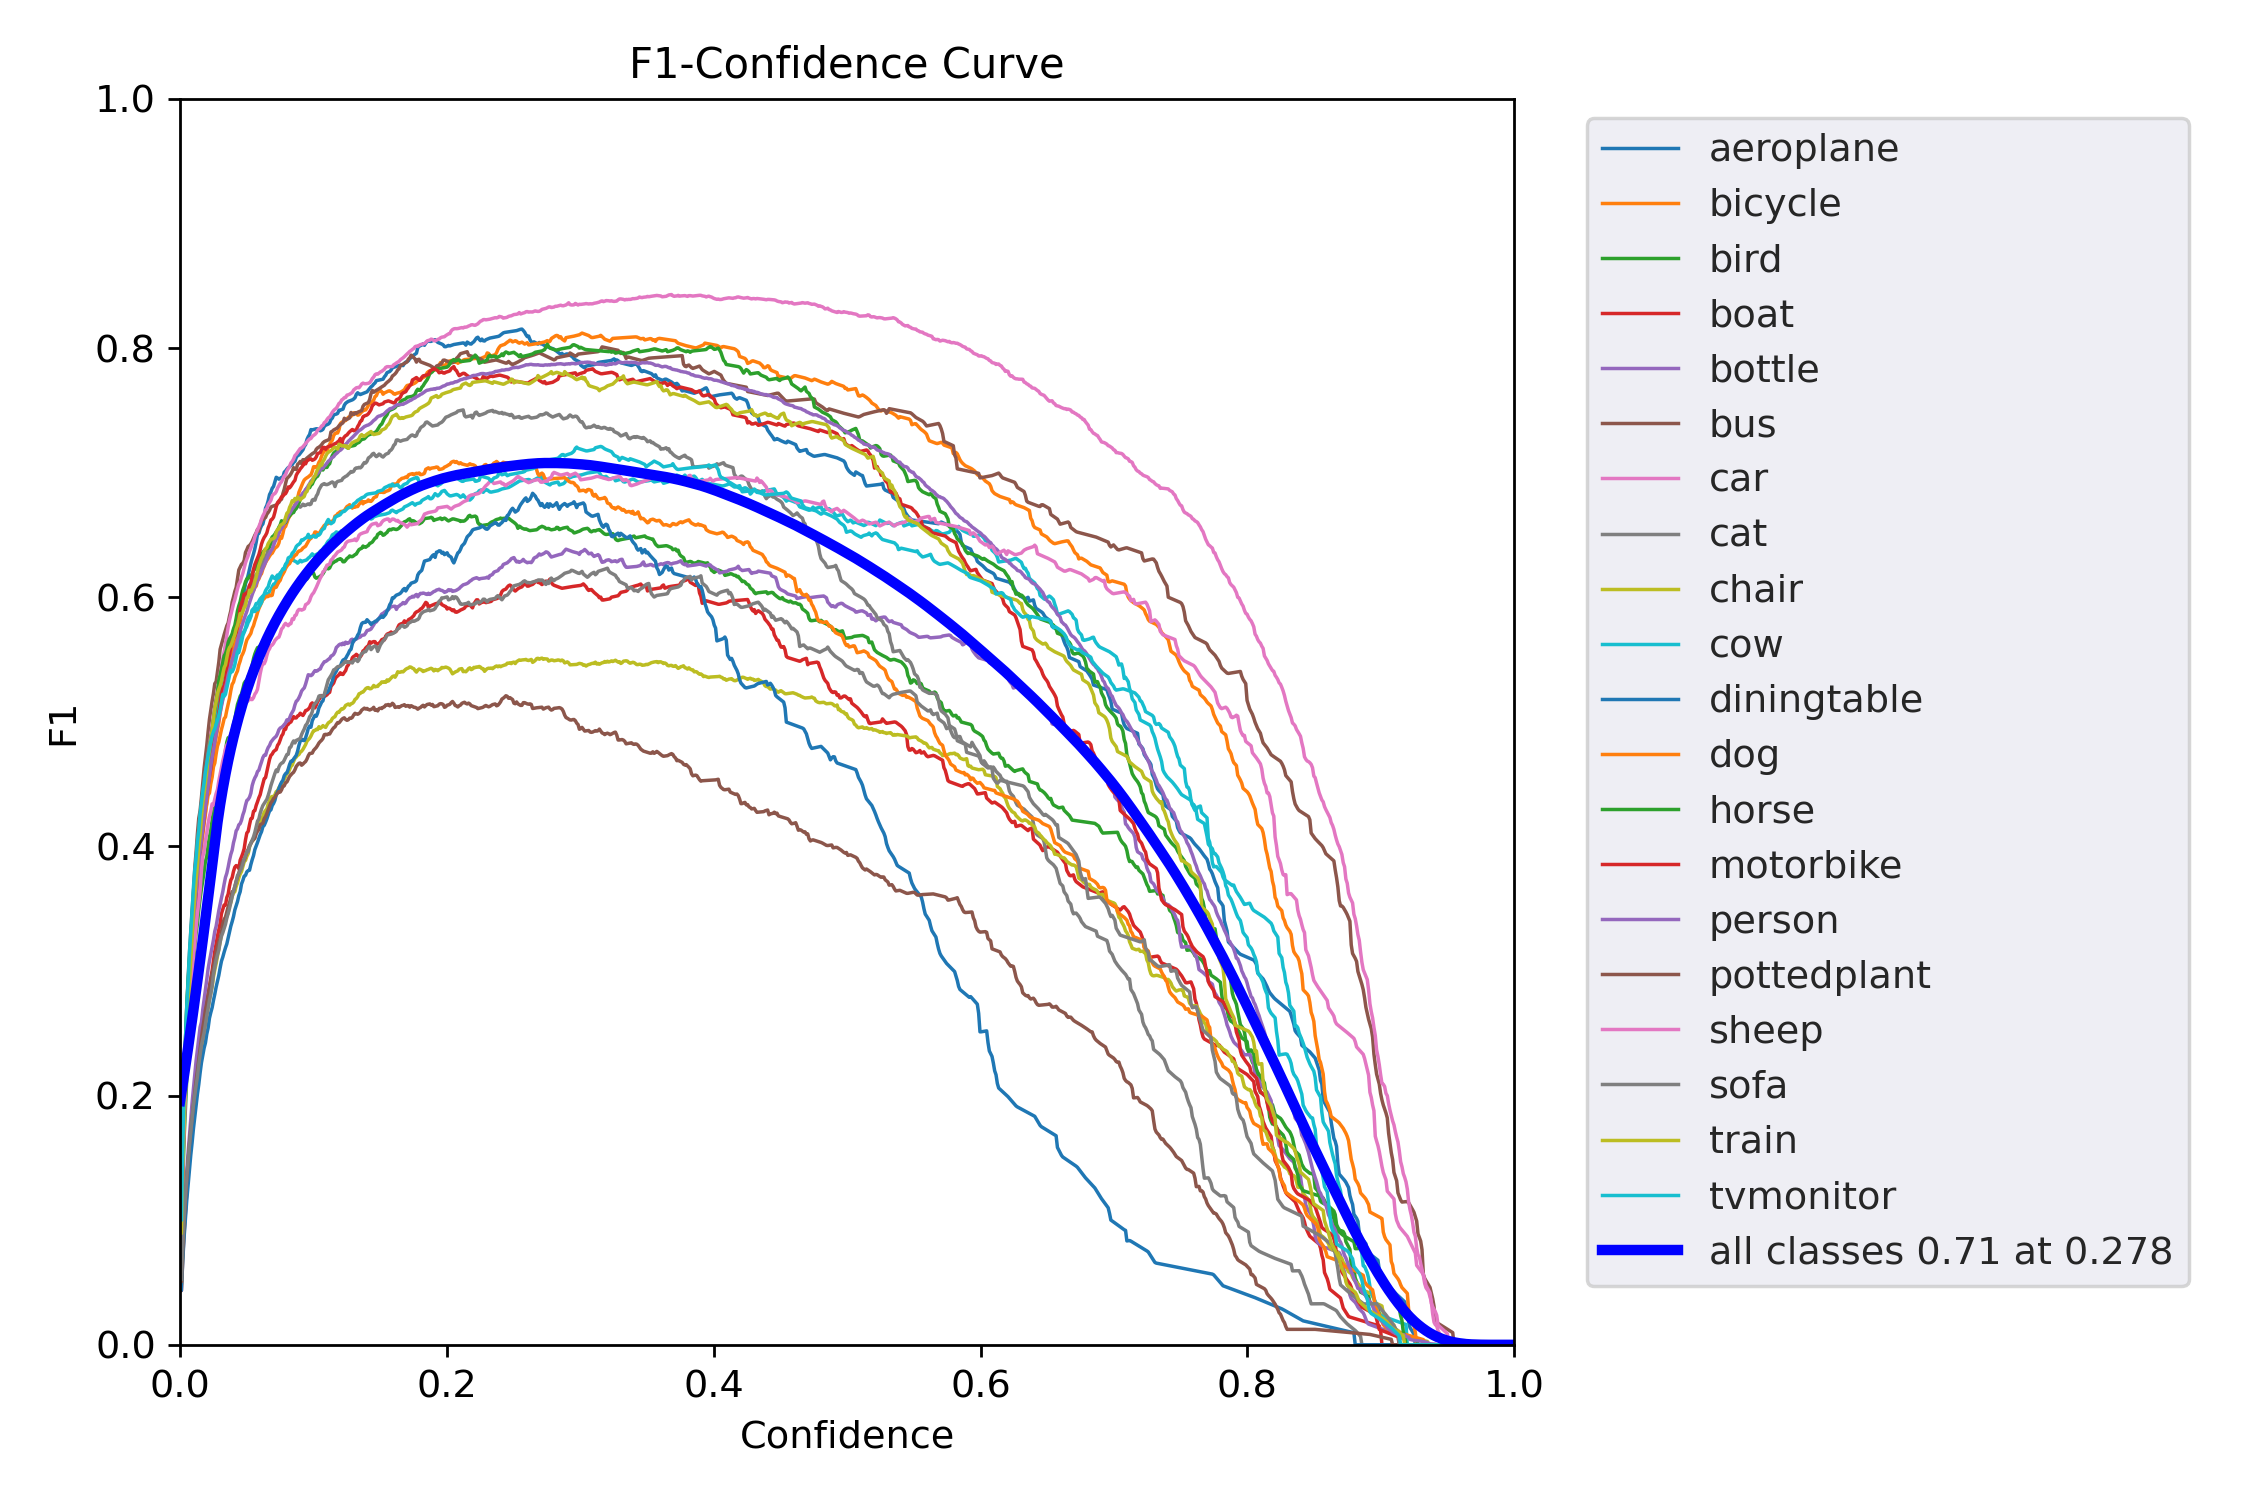 F1-Confidence Curve
1.0
0.8
0.6
0.4
0.2
0.0
F1
0.0 0.2 0.4 0.6 0.8 1.0
Confidence
aeroplane
bicycle
bird
boat
bottle
bus
car
cat
chair
cow
diningtable
dog
horse
motorbike
person
pottedplant
sheep
sofa
train
tvmonitor
all classes 0.71 at 0.278